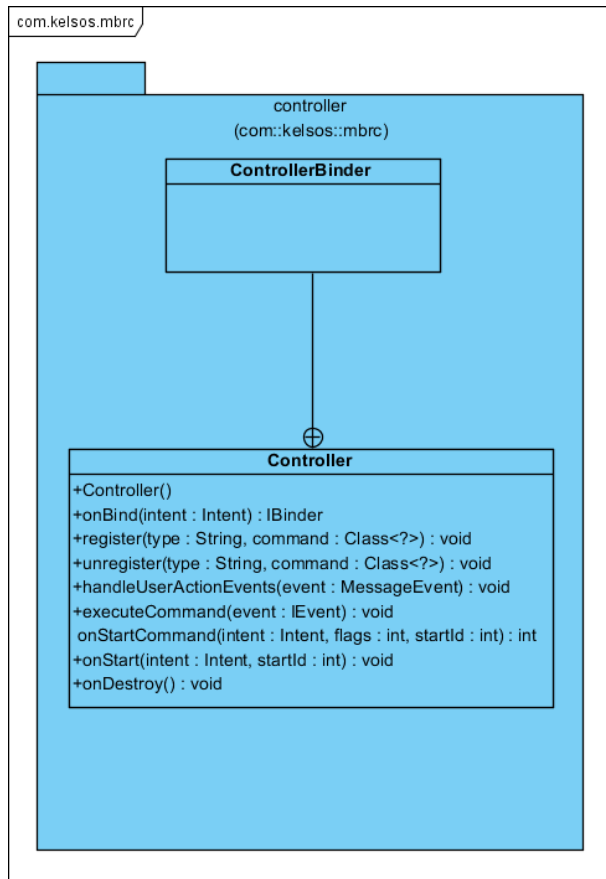 com.kelsos.mbrc
controller
(com::kelsos::mbrc)
ControllerBinder
Controller
+Controller()
+onBind(intent : Intent) : IBinder
+register(type : String, command : Class<?>) : void
+unregister(type : String, command : Class<?>) : void
+handleUserActionEvents(event : MessageEvent) : void
+executeCommand(event : IEvent) : void
onStartCommand(intent : Intent, flags : int, startId : int) : int
+onStart(intent : Intent, startId : int) : void
+onDestroy() : void